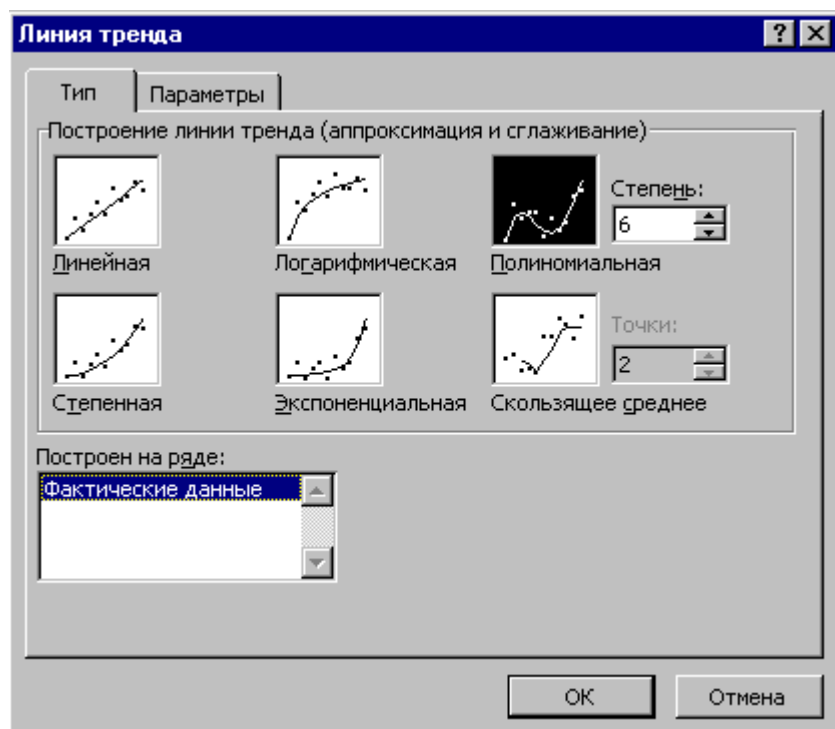 Линия тренда
Тип Параметры
Построение линии тренда (аппроксимация и сглаживание)
Степень:
6
Линейная Логарифмическая Полиномиальная
Точки:
2
Степенная Экспоненциальная Скользящее среднее
Построен на ряде:
Фактические данные
ОК Отмена